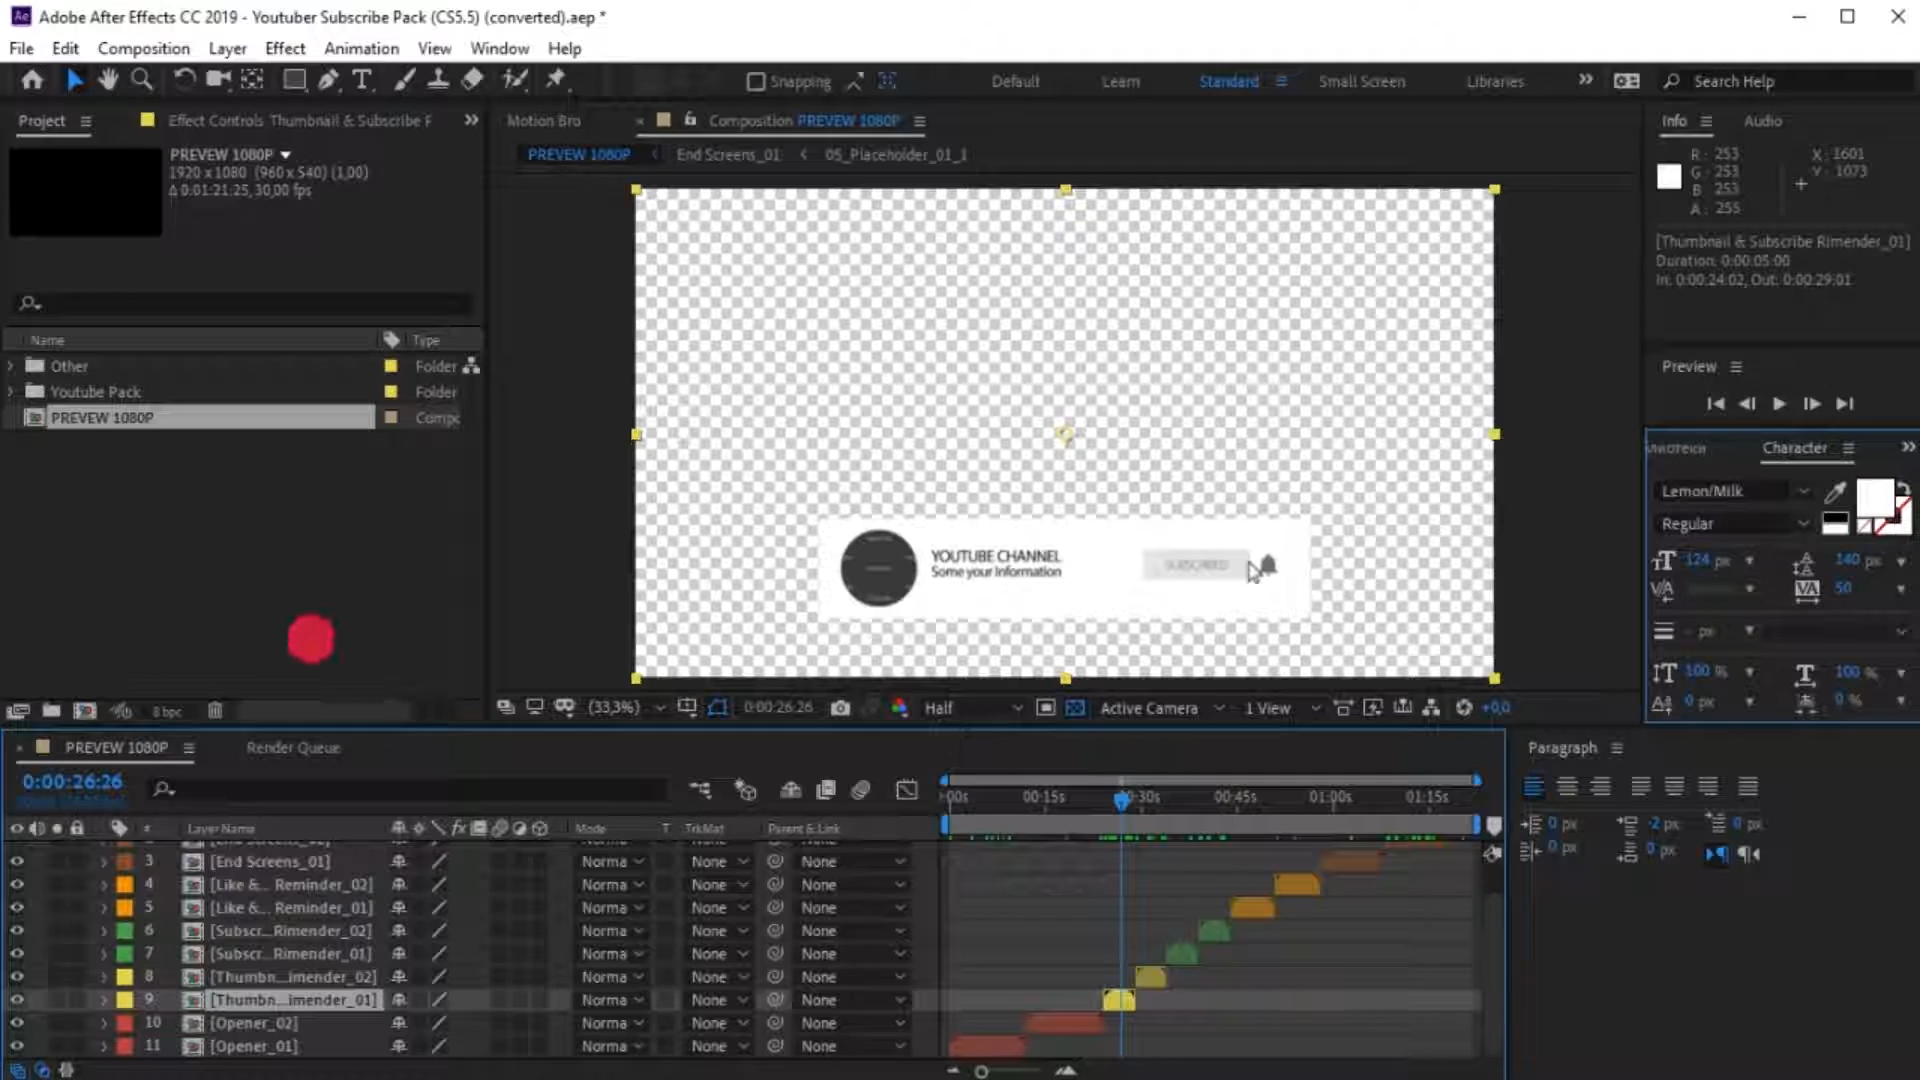 Adobe After Effects CC 2019 - Youtuber Subscribe Pack (CS5.5) (converted).aep *
File Edit Composition Layer Effect Animation View Window Help
Snapping Default Learn Standard Small Screen Libraries Search Help
Project Effect Controls Thumbnail & Subscribe F Motion Bro Composition PREVEW 1080P Info Audio
PREVEW 1080P
1920 x 1080 (960 x 540) (1,00)
Δ 0:01:21:25, 30,00 fps
PREVEW 1080P End Screens_01 05_Placeholder_01_1
R : 253
G : 253
B : 253
A : 255
X : 1601
Y : 1073
[Thumbnail & Subscribe Rimender_01]
Duration: 0:00:05:00
In: 0:00:24:02, Out: 0:00:29:01
Name Type
Other Folder
Youtube Pack Folder
PREVEW 1080P Compo
YOUTUBE CHANNEL
Some your Information
SUBSCRIBED
Preview
Character
Lemon/Milk
Regular
124 px 140 px
50
- px
100 % 100 %
0 px 0 %
8 bpc
(33,3%) 0:00:26:26 Half Active Camera 1 View +0,0
PREVEW 1080P Render Queue
0:00:26:26
:00s 00:15s 00:30s 00:45s 01:00s 01:15s
# Layer Name Mode T TrkMat Parent & Link
3 [End Screens_01] Norma None None
4 [Like &... Reminder_02] Norma None None
5 [Like &... Reminder_01] Norma None None
6 [Subscr...Rimender_02] Norma None None
7 [Subscr...Rimender_01] Norma None None
8 [Thumbn...imender_02] Norma None None
9 [Thumbn...imender_01] Norma None None
10 [Opener_02] Norma None None
11 [Opener_01] Norma None None
Paragraph
0 px -2 px 0 px
0 px 0 px